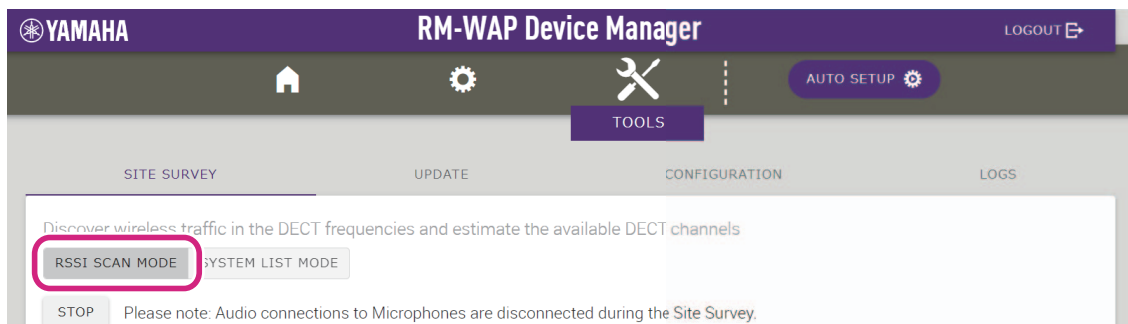 YAMAHA RM-WAP Device Manager LOGOUT
AUTO SETUP
TOOLS
SITE SURVEY UPDATE CONFIGURATION LOGS
Discover wireless traffic in the DECT frequencies and estimate the available DECT channels
RSSI SCAN MODE SYSTEM LIST MODE
STOP Please note: Audio connections to Microphones are disconnected during the Site Survey.